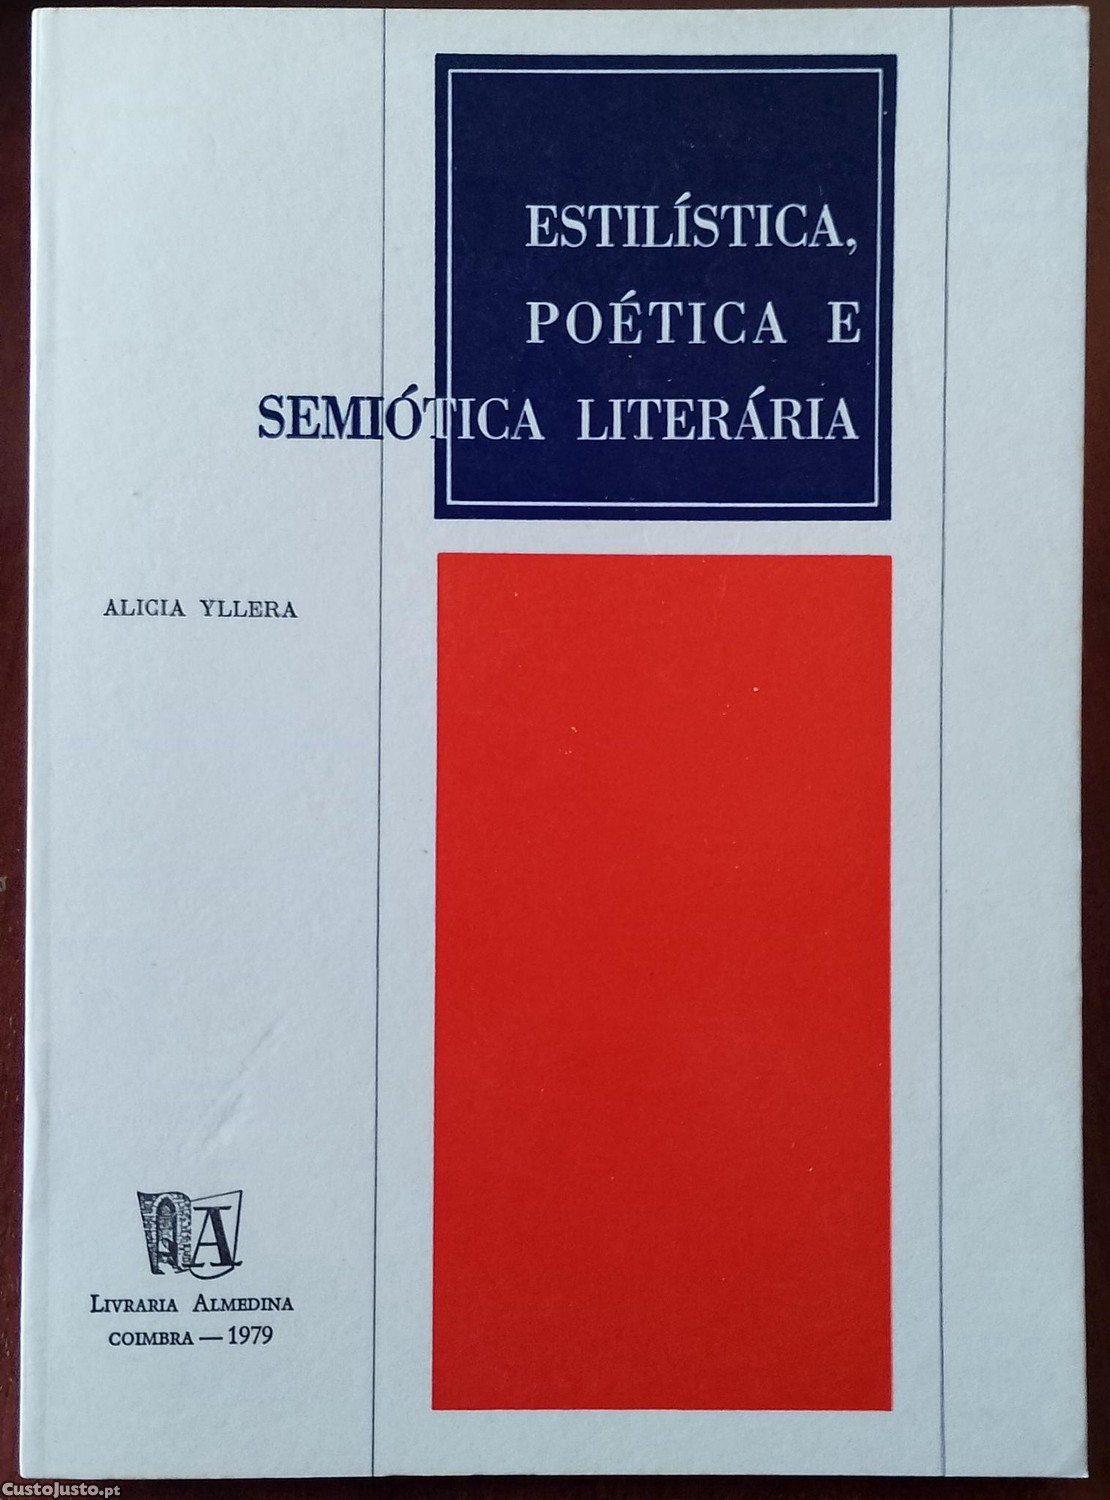 ESTILÍSTICA,
POÉTICA E
SEMIÓTICA LITERÁRIA
ALICIA YLLERA
A
LIVRARIA ALMEDINA
COIMBRA — 1979
CustoJusto.pt